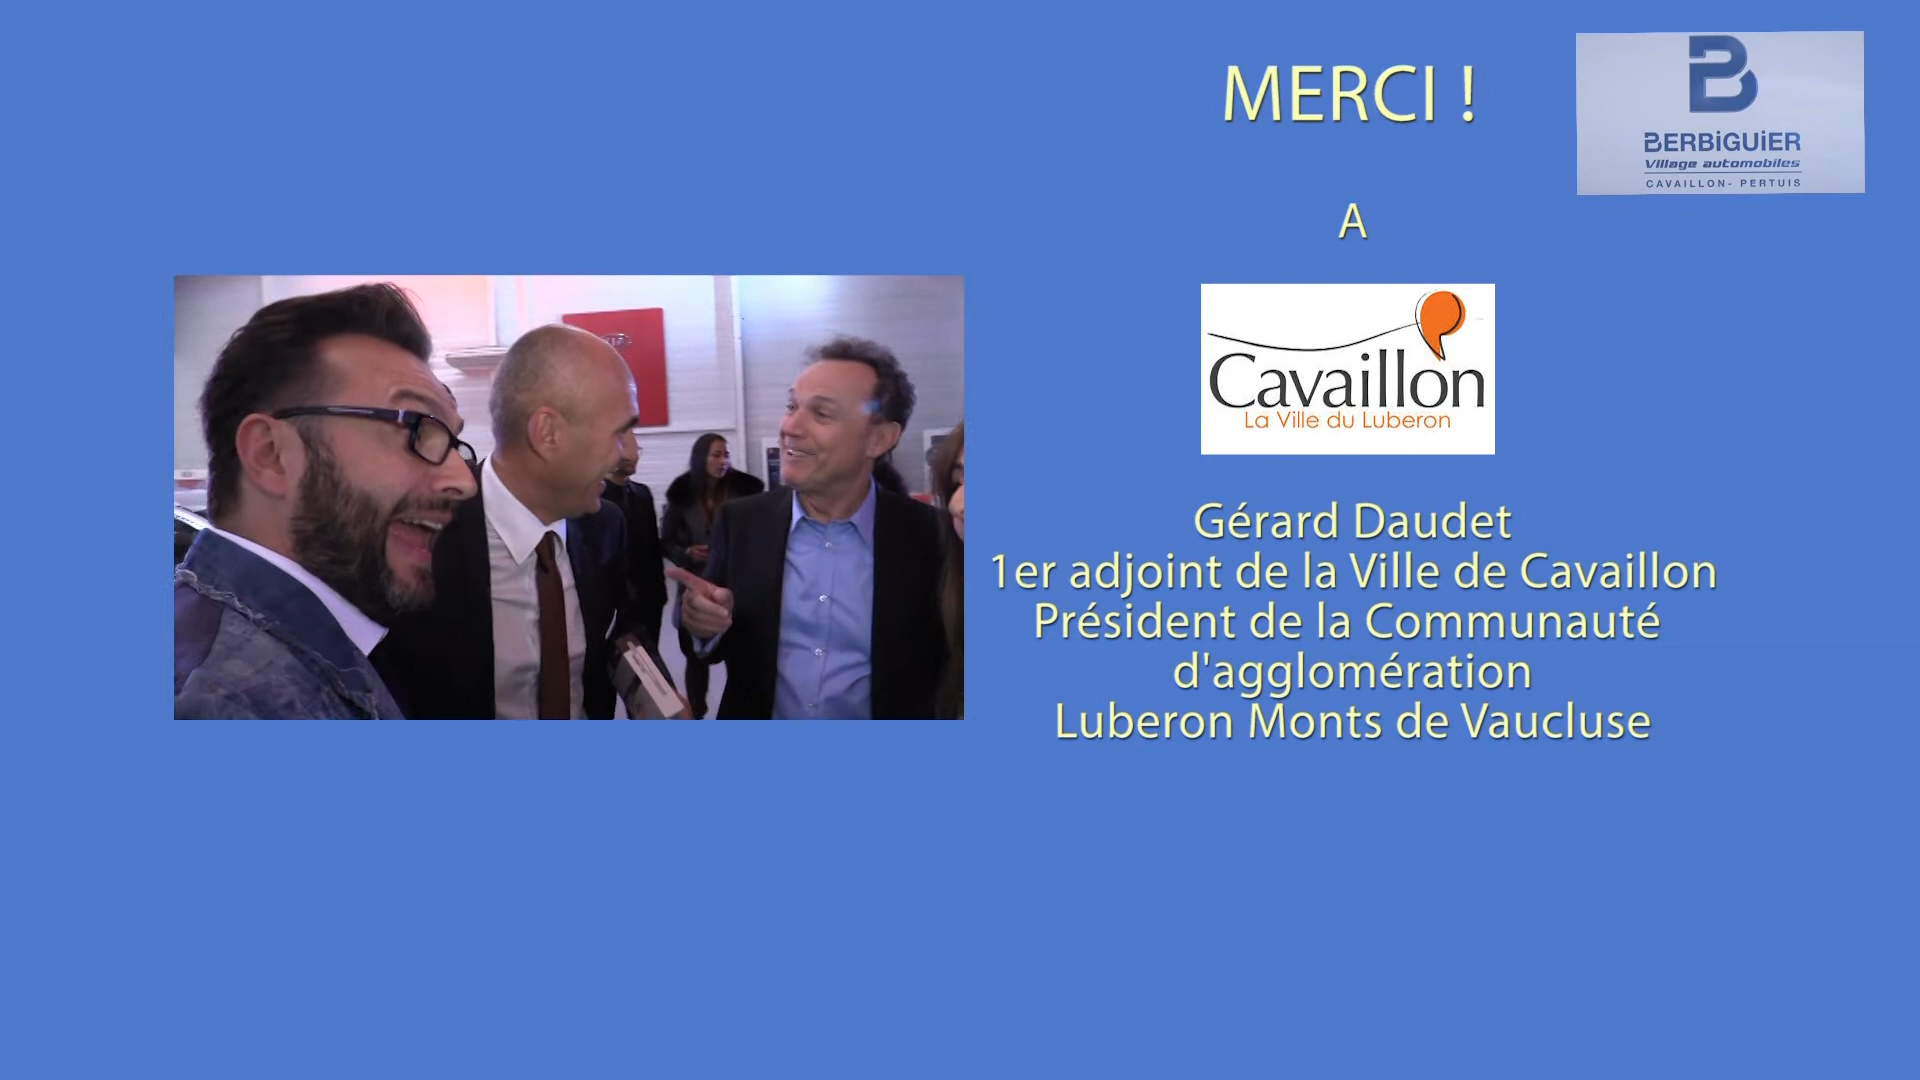 MERCI !
BERBiGUiER
Village automobiles
CAVAILLON- PERTUIS
A
Cavaillon
La Ville du Luberon
Gérard Daudet
1er adjoint de la Ville de Cavaillon
Président de la Communauté
d'agglomération
Luberon Monts de Vaucluse